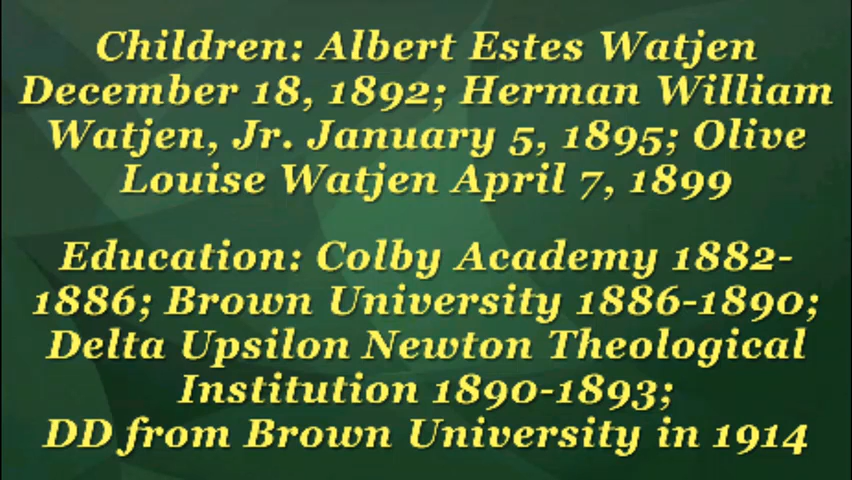 Children: Albert Estes Watjen
December 18, 1892; Herman William
Watjen, Jr. January 5, 1895; Olive
Louise Watjen April 7, 1899
Education: Colby Academy 1882-
1886; Brown University 1886-1890;
Delta Upsilon Newton Theological
Institution 1890-1893;
DD from Brown University in 1914